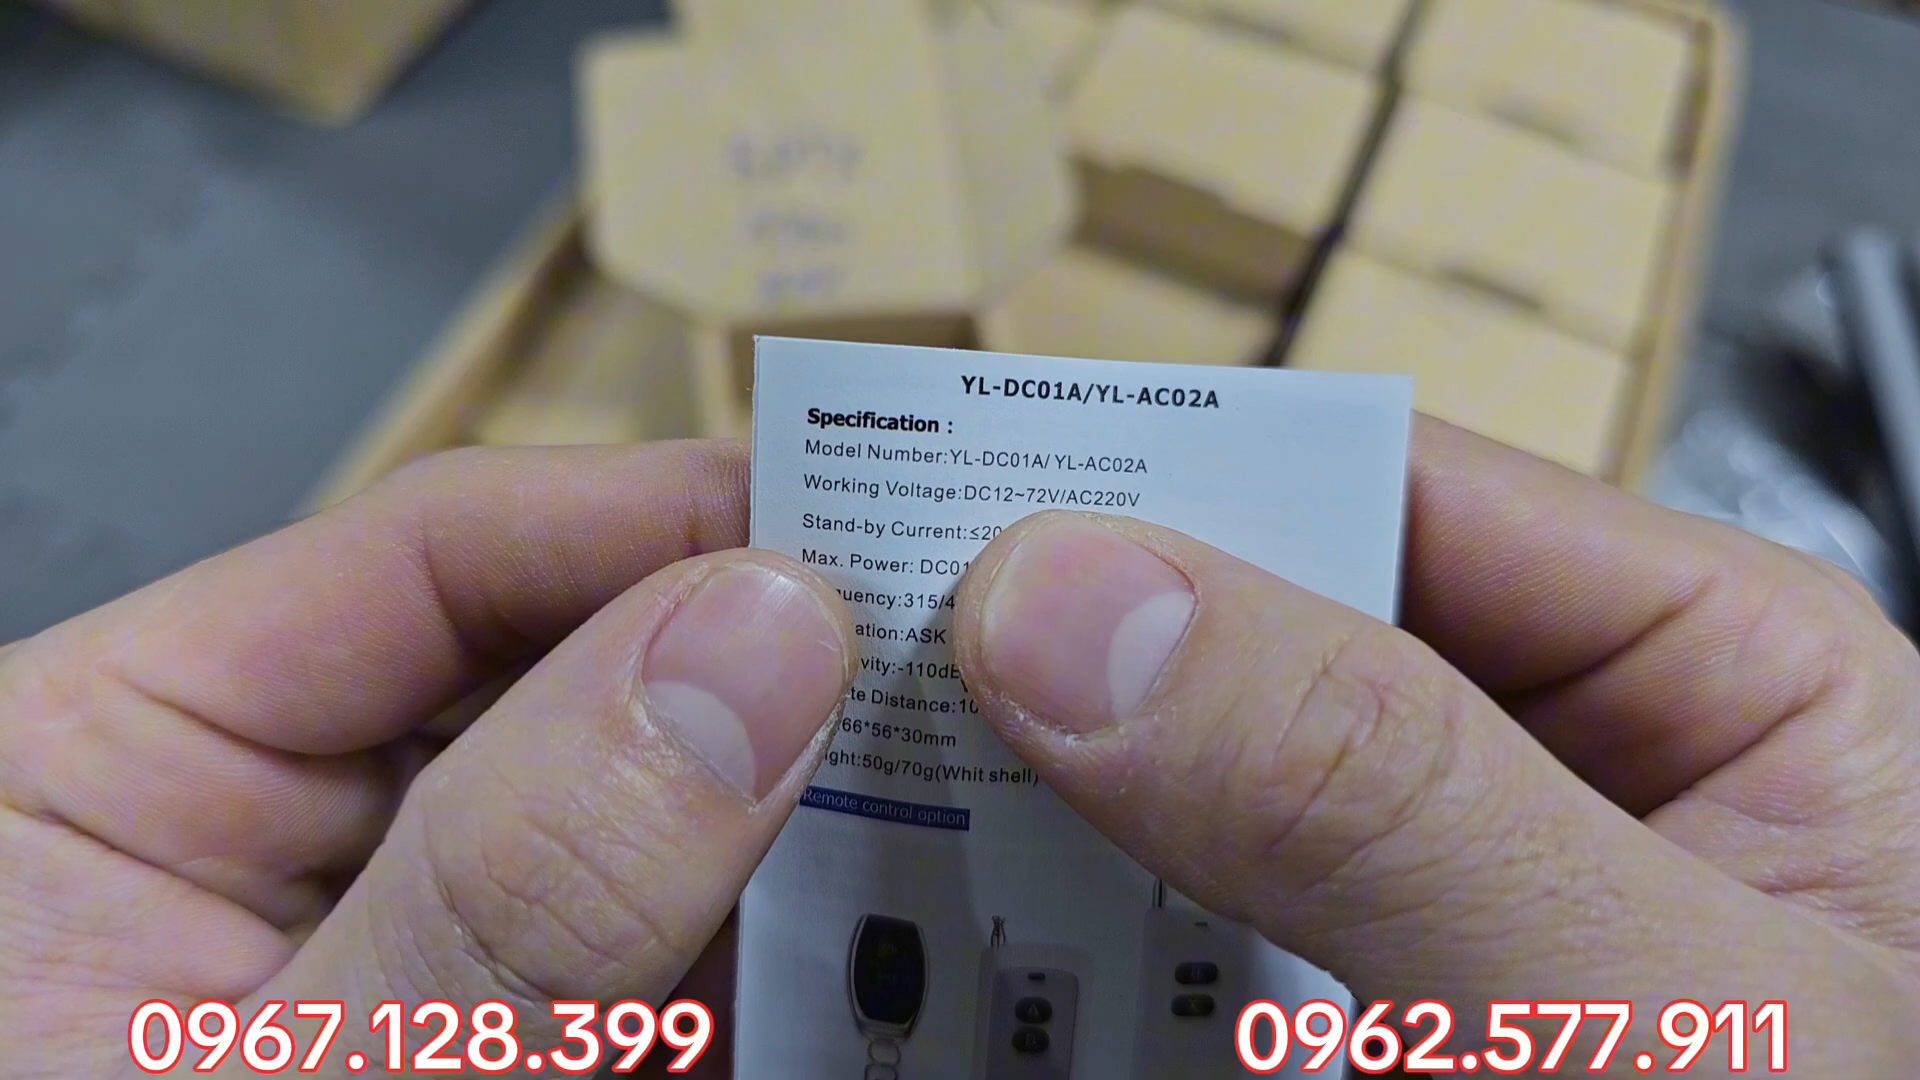 YL-DC01A/YL-AC02A
Specification :
Model Number:YL-DC01A/ YL-AC02A
Working Voltage:DC12~72V/AC220V
Stand-by Current:≤20
Max. Power: DC01
uency:315/4
ation:ASK
vity:-110dB
te Distance:10
66*56*30mm
ight:50g/70g(Whit shell)
Remote control option
A
B
0967.128.399
0962.577.911